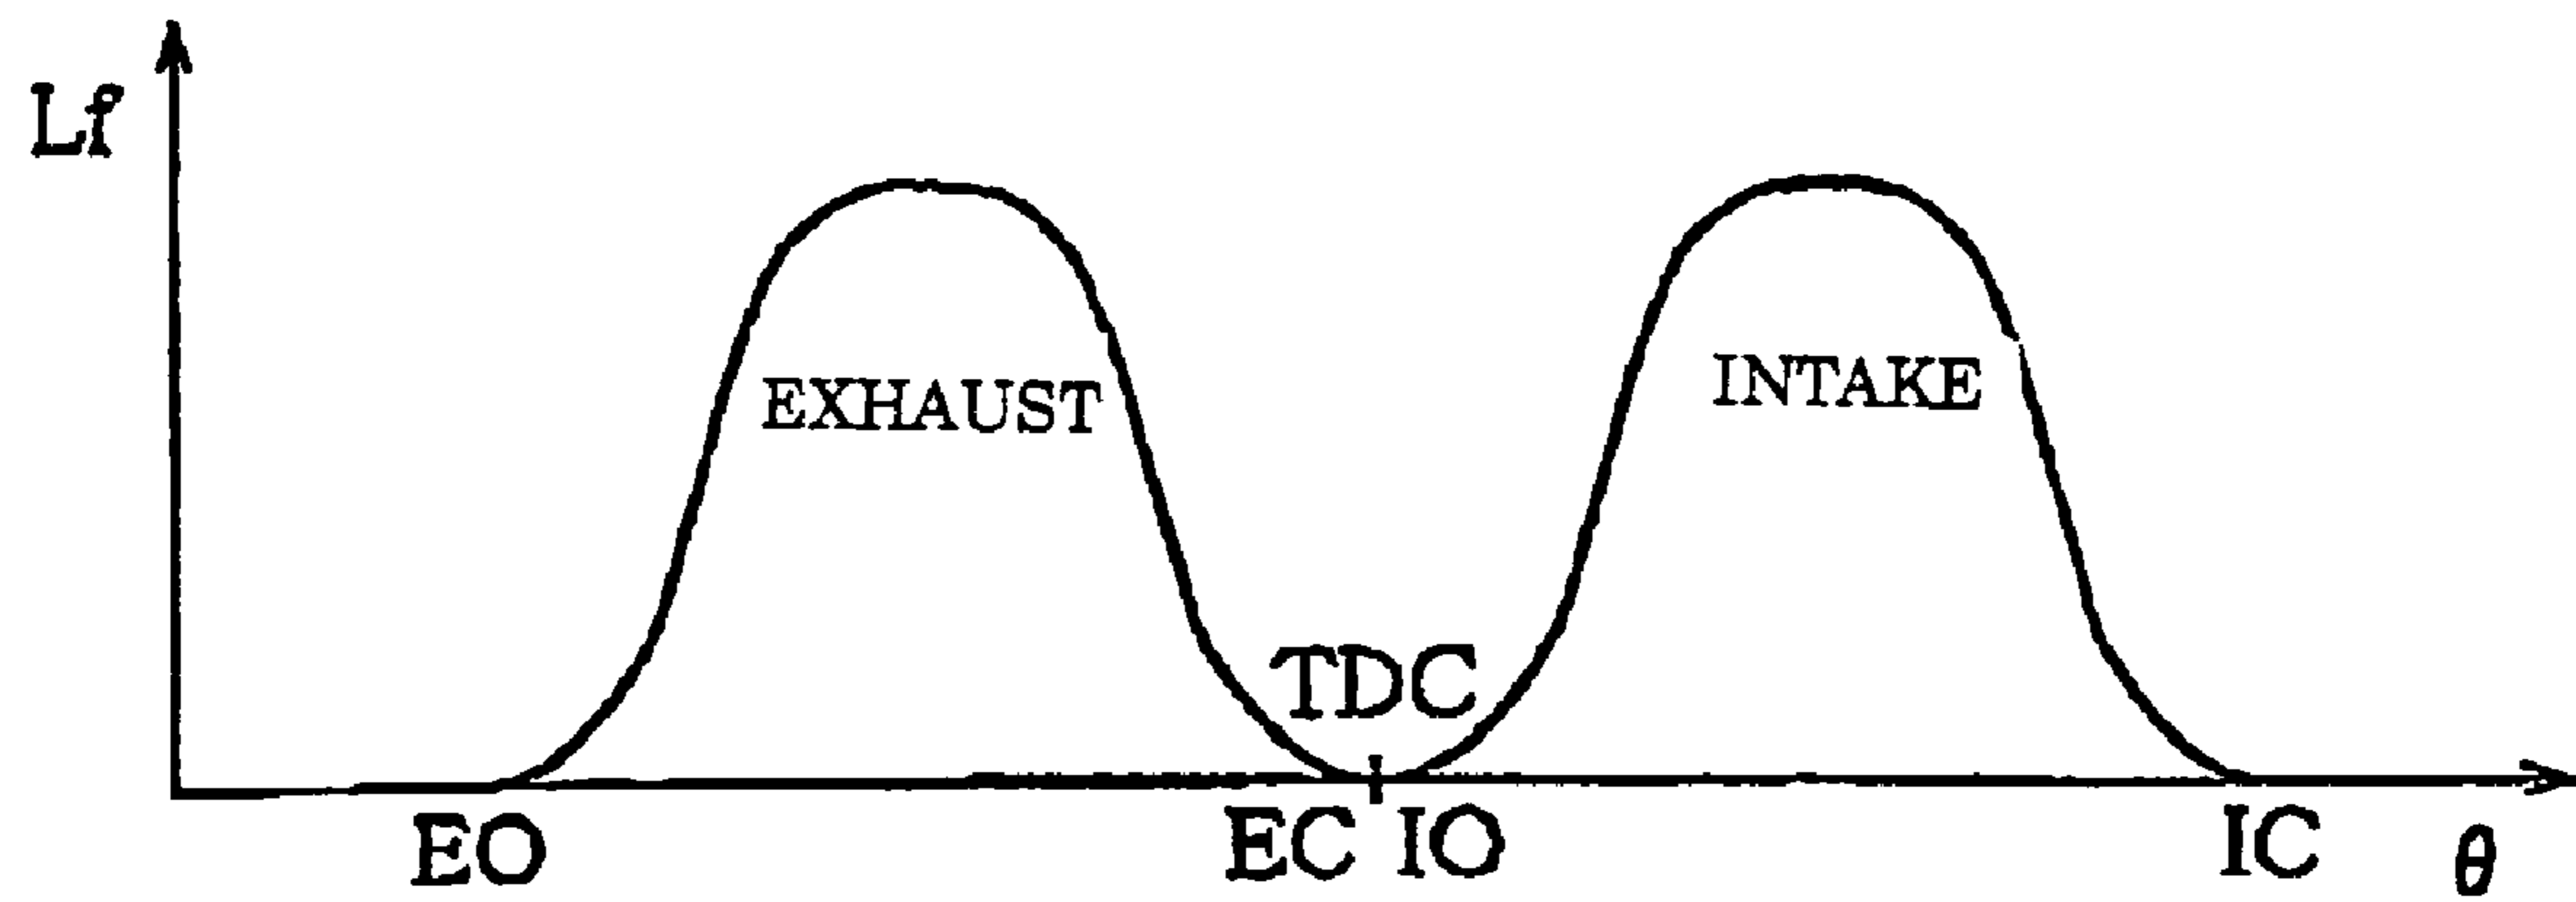 Lf
EXHAUST
INTAKE
TDC
EO
EC IO
IC
θ